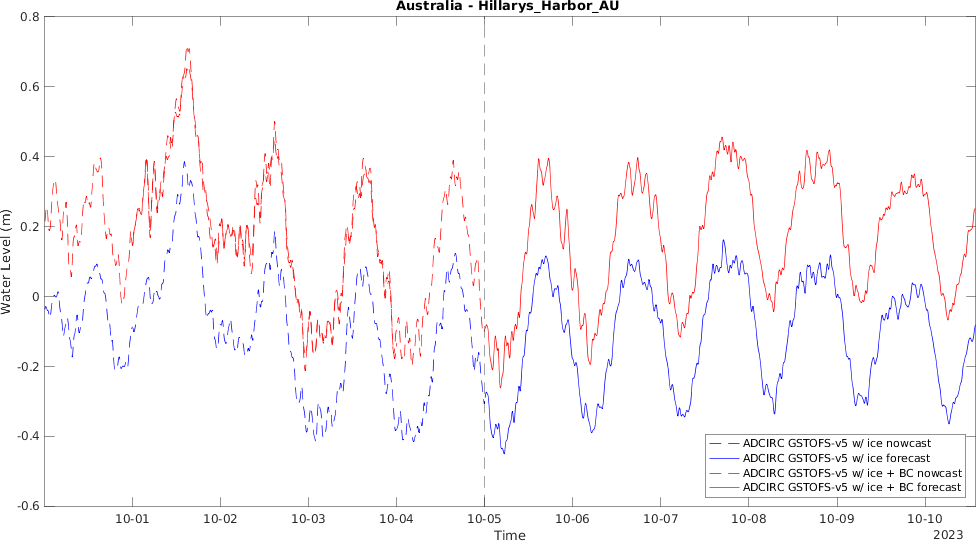 Australia - Hillarys_Harbor_AU
0.8
0.6
0.4
0.2
0
-0.2
-0.4
-0.6
Water Level (m)
ADCIRC GSTOFS-v5 w/ ice nowcast
ADCIRC GSTOFS-v5 w/ ice forecast
ADCIRC GSTOFS-v5 w/ ice + BC nowcast
ADCIRC GSTOFS-v5 w/ ice + BC forecast
10-01 10-02 10-03 10-04 10-05 10-06 10-07 10-08 10-09 10-10
Time
2023